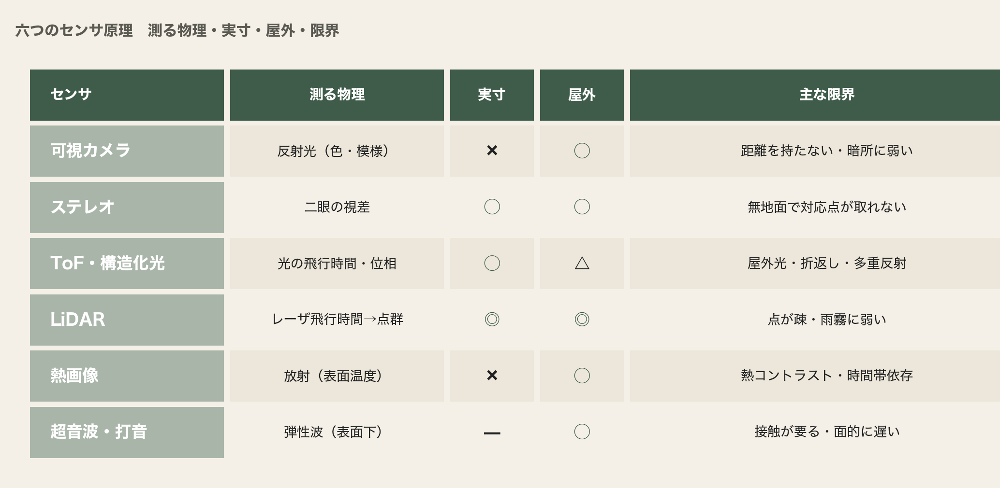 六つのセンサ原理　測る物理・実寸・屋外・限界
センサ　測る物理　実寸　屋外　主な限界
可視カメラ　反射光（色・模様）　×　○　距離を持たない・暗所に弱い
ステレオ　二眼の視差　○　○　無地面で対応点が取れない
ToF・構造化光　光の飛行時間・位相　○　△　屋外光・折返し・多重反射
LiDAR　レーザ飛行時間→点群　◎　◎　点が疎・雨霧に弱い
熱画像　放射（表面温度）　×　○　熱コントラスト・時間帯依存
超音波・打音　弾性波（表面下）　—　○　接触が要る・面的に遅い